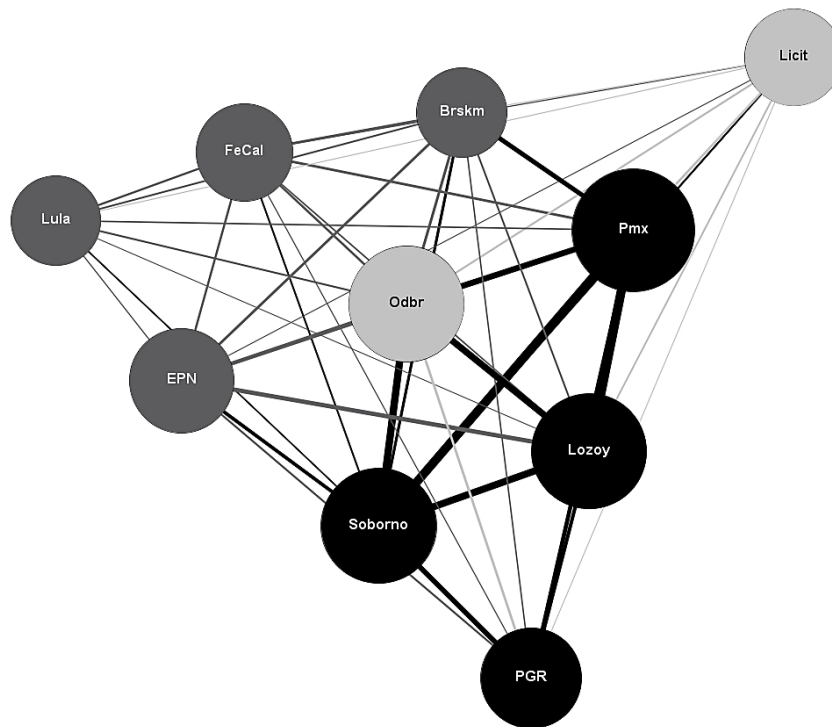 Licit
Brskm
FeCal
Lula
Pmx
Odbr
EPN
Lozoy
Soborno
PGR